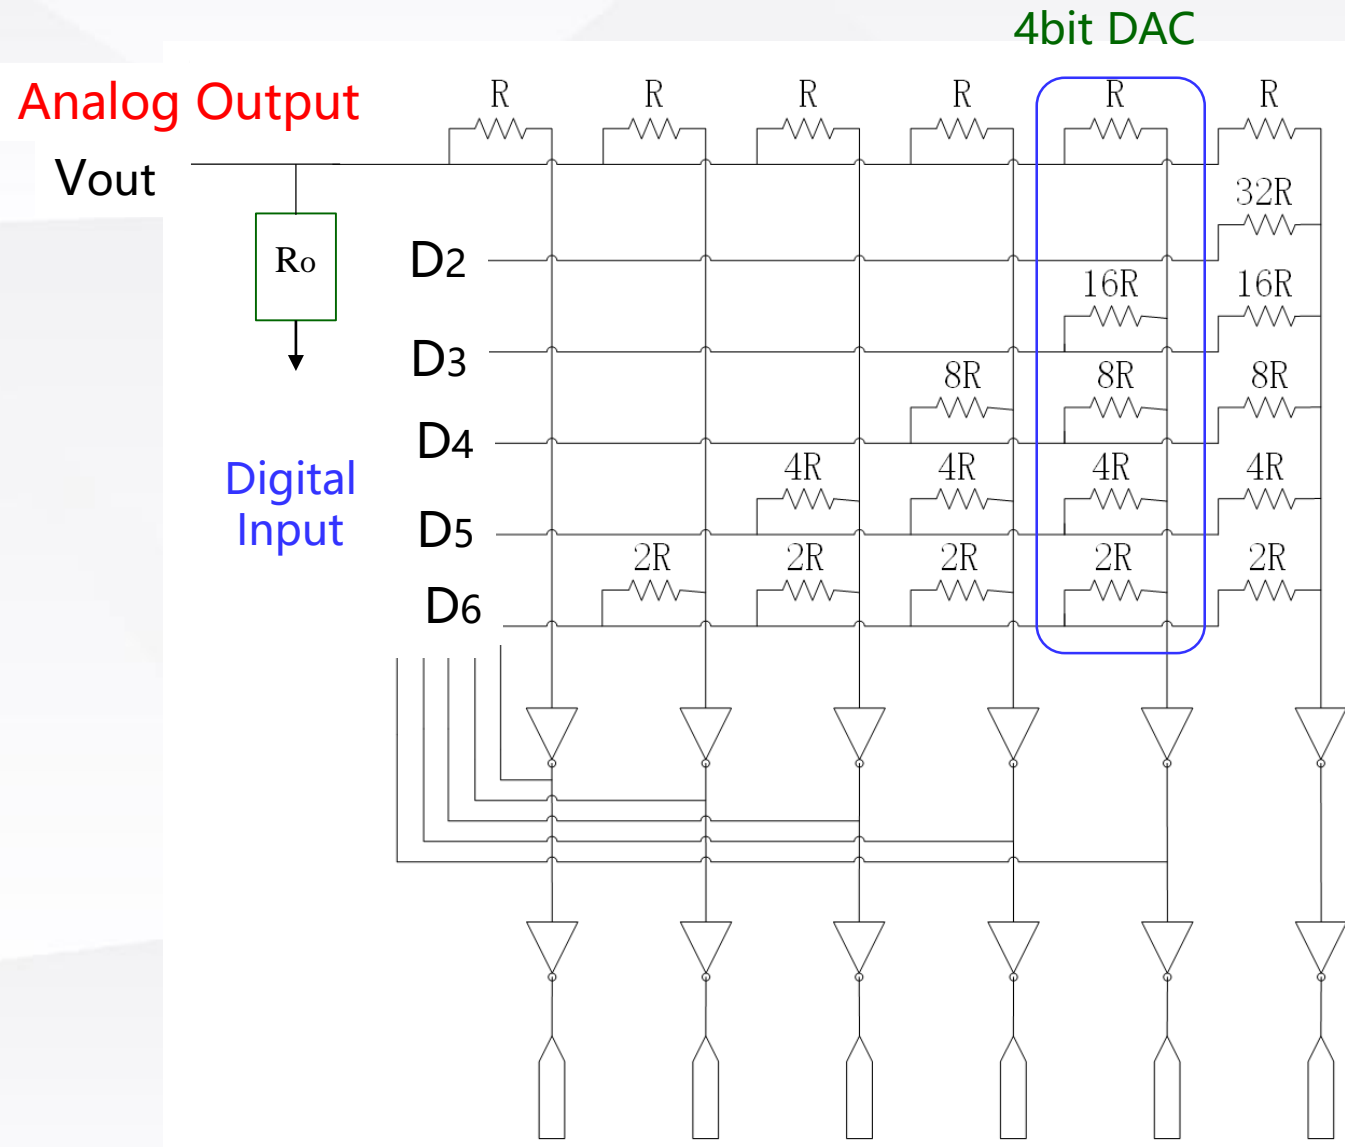 4bit DAC
Analog Output
R R R R R R
Vout
32R
Ro
D2
16R 16R
D3
8R 8R 8R
D4
Digital
Input
4R 4R 4R 4R
D5
2R 2R 2R 2R 2R
D6